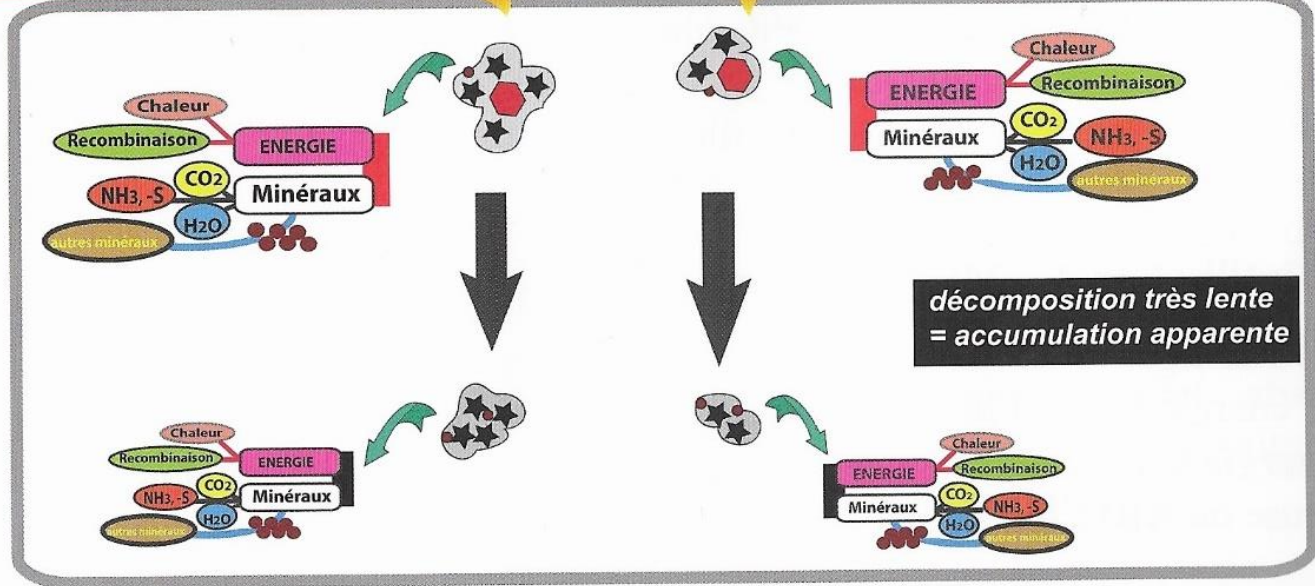 Chaleur
Recombinaison
ENERGIE
CO2
NH3, -S
Minéraux
H2O
autres minéraux
Chaleur
ENERGIE
Recombinaison
CO2
Minéraux
NH3, -S
H2O
autres minéraux
décomposition très lente
= accumulation apparente
Chaleur
Recombinaison
ENERGIE
CO2
NH3, -S
Minéraux
H2O
autres minéraux
Chaleur
ENERGIE
Recombinaison
CO2
Minéraux
NH3, -S
H2O
autres minéraux